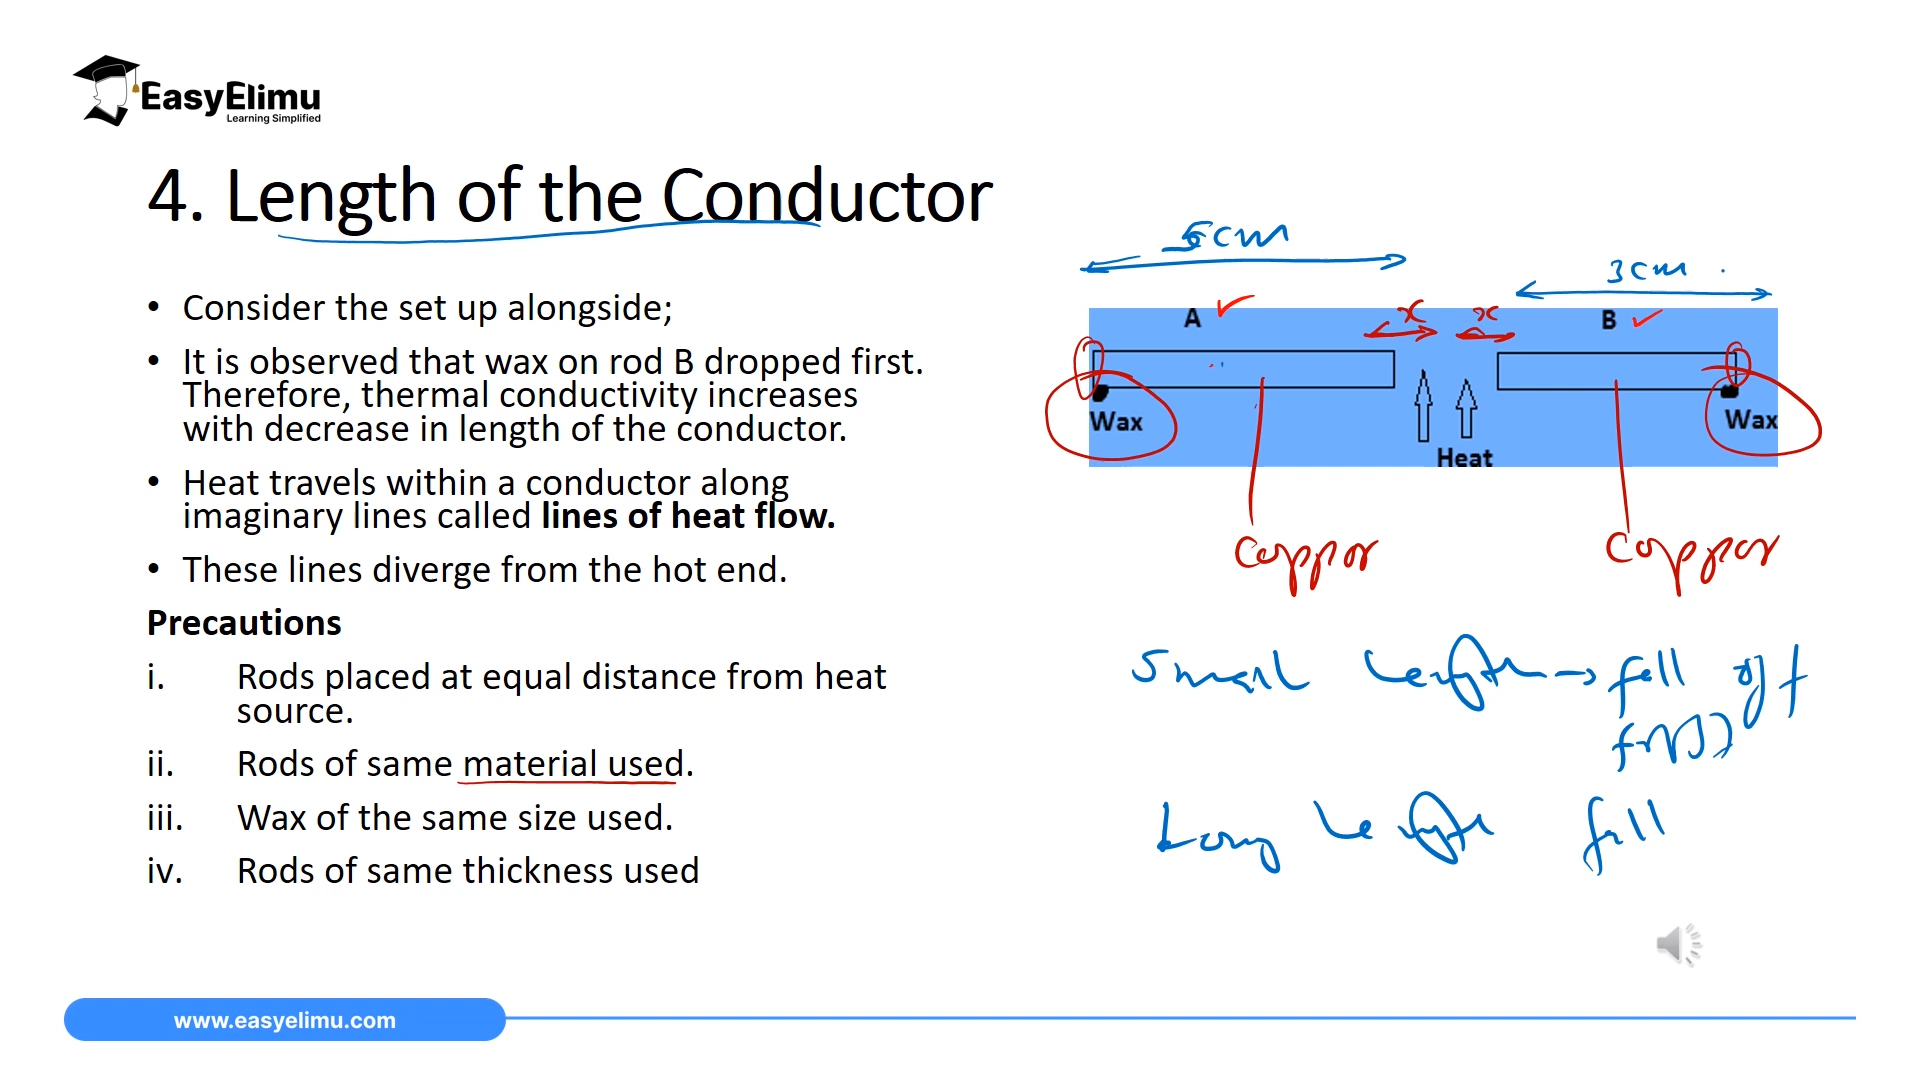 EasyElimu
Learning Simplified
4. Length of the Conductor
• Consider the set up alongside;
• It is observed that wax on rod B dropped first.
Therefore, thermal conductivity increases
with decrease in length of the conductor.
• Heat travels within a conductor along
imaginary lines called lines of heat flow.
• These lines diverge from the hot end.
Precautions
i. Rods placed at equal distance from heat
source.
ii. Rods of same material used.
iii. Wax of the same size used.
iv. Rods of same thickness used
5cm
3cm
A
x
x
B
Wax
Wax
Heat
Copper
Copper
Small length → fall off
Long length fall
www.easyelimu.com